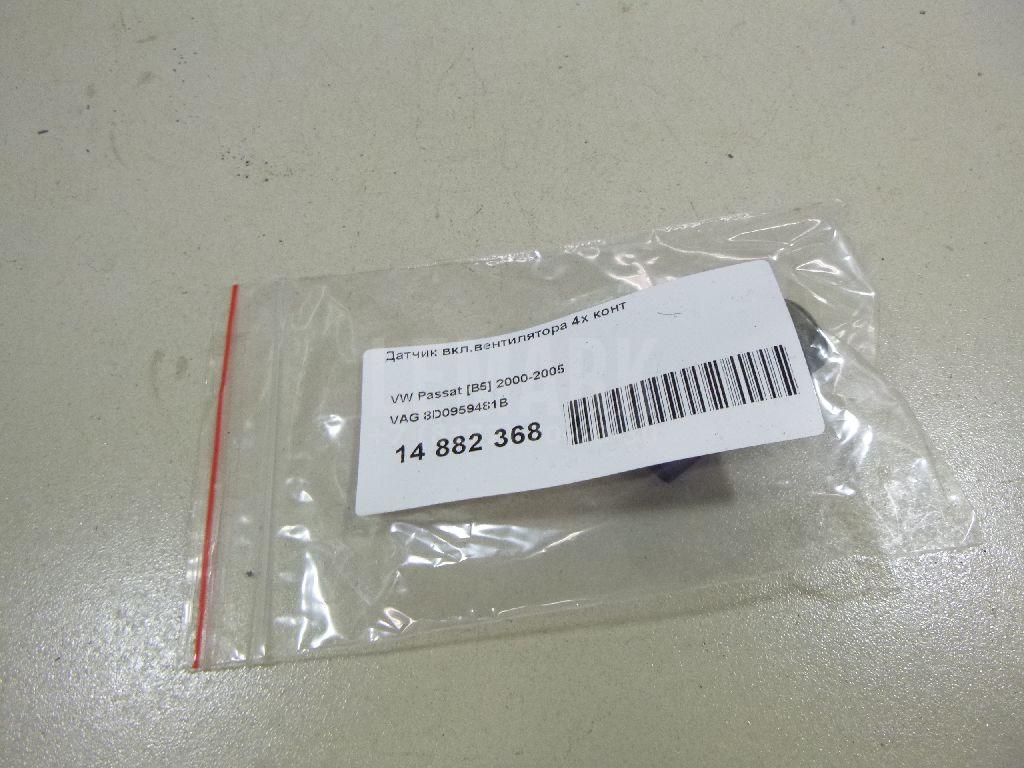 Датчик вкл.вентилятора 4х конт
VW Passat [B5] 2000-2005
VAG 8D0959481B
14 882 368